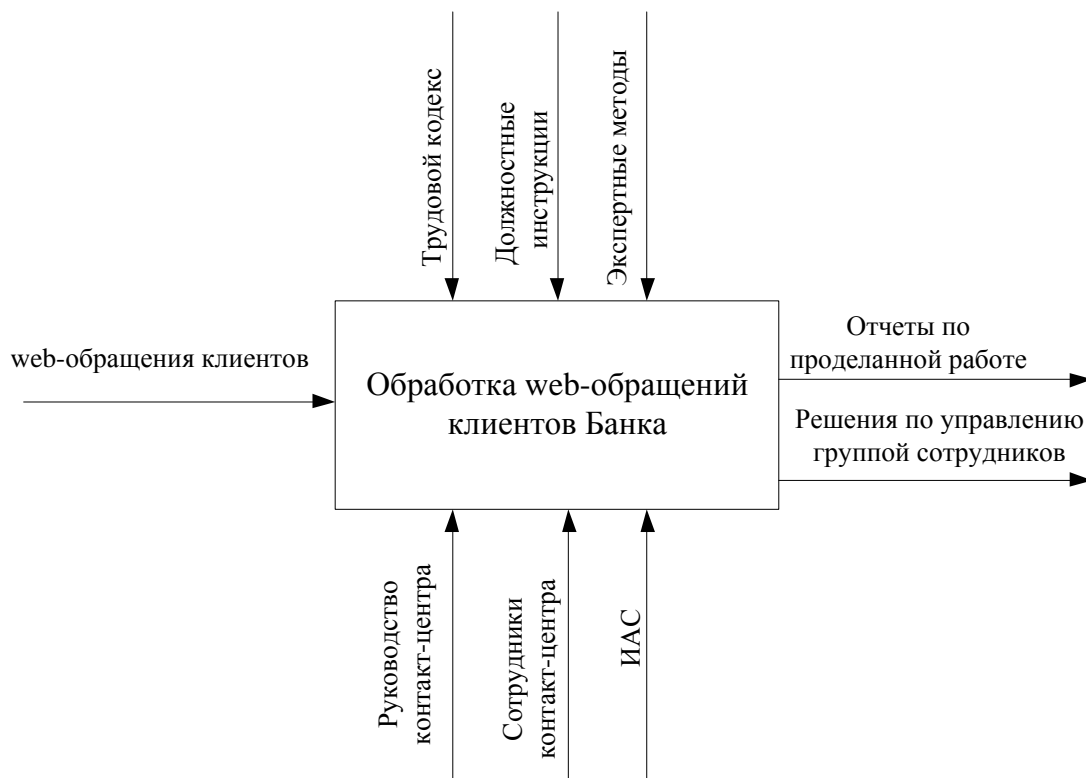 Трудовой кодекс
Должностные
инструкции
Экспертные методы
web-обращения клиентов
Обработка web-обращений
клиентов Банка
Отчеты по
проделанной работе
Решения по управлению
группой сотрудников
Руководство
контакт-центра
Сотрудники
контакт-центра
ИАС